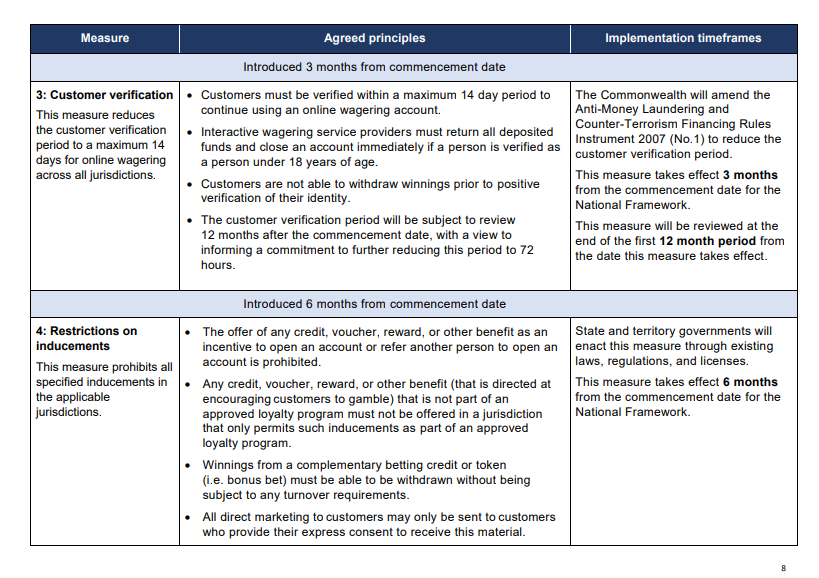 Measure
Agreed principles
Implementation timeframes
Introduced 3 months from commencement date
3: Customer verification
This measure reduces
the customer verification
period to a maximum 14
days for online wagering
across all jurisdictions.
• Customers must be verified within a maximum 14 day period to
continue using an online wagering account.
• Interactive wagering service providers must return all deposited
funds and close an account immediately if a person is verified as
a person under 18 years of age.
• Customers are not able to withdraw winnings prior to positive
verification of their identity.
• The customer verification period will be subject to review
12 months after the commencement date, with a view to
informing a commitment to further reducing this period to 72
hours.
The Commonwealth will amend the
Anti-Money Laundering and
Counter-Terrorism Financing Rules
Instrument 2007 (No.1) to reduce the
customer verification period.
This measure takes effect 3 months
from the commencement date for the
National Framework.
This measure will be reviewed at the
end of the first 12 month period from
the date this measure takes effect.
Introduced 6 months from commencement date
4: Restrictions on
inducements
This measure prohibits all
specified inducements in
the applicable
jurisdictions.
• The offer of any credit, voucher, reward, or other benefit as an
incentive to open an account or refer another person to open an
account is prohibited.
• Any credit, voucher, reward, or other benefit (that is directed at
encouraging customers to gamble) that is not part of an
approved loyalty program must not be offered in a jurisdiction
that only permits such inducements as part of an approved
loyalty program.
• Winnings from a complementary betting credit or token
(i.e. bonus bet) must be able to be withdrawn without being
subject to any turnover requirements.
• All direct marketing to customers may only be sent to customers
who provide their express consent to receive this material.
State and territory governments will
enact this measure through existing
laws, regulations, and licenses.
This measure takes effect 6 months
from the commencement date for the
National Framework.
8